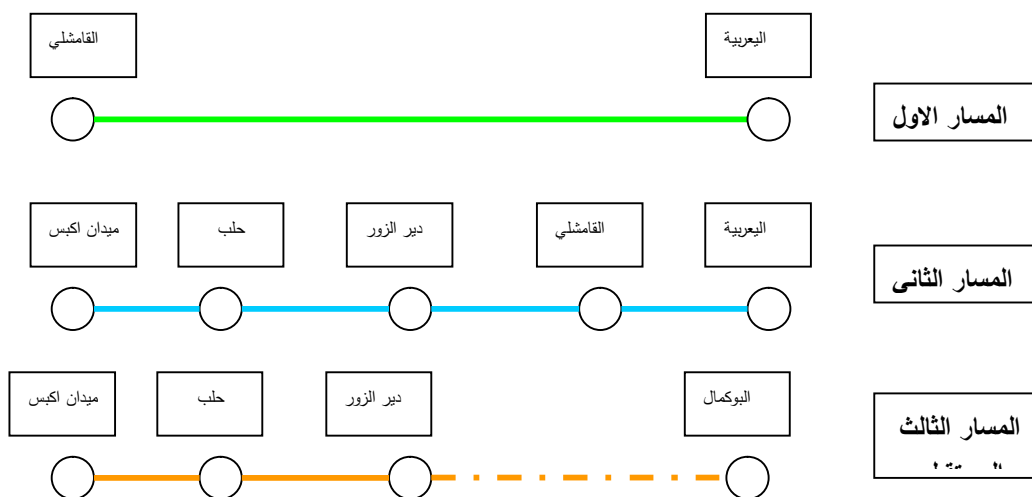 القامشلي
اليعربية
المسار الاول
ميدان اكبس
حلب
دير الزور
القامشلي
اليعربية
المسار الثانى
ميدان اكبس
حلب
دير الزور
البوكمال
المسار الثالث